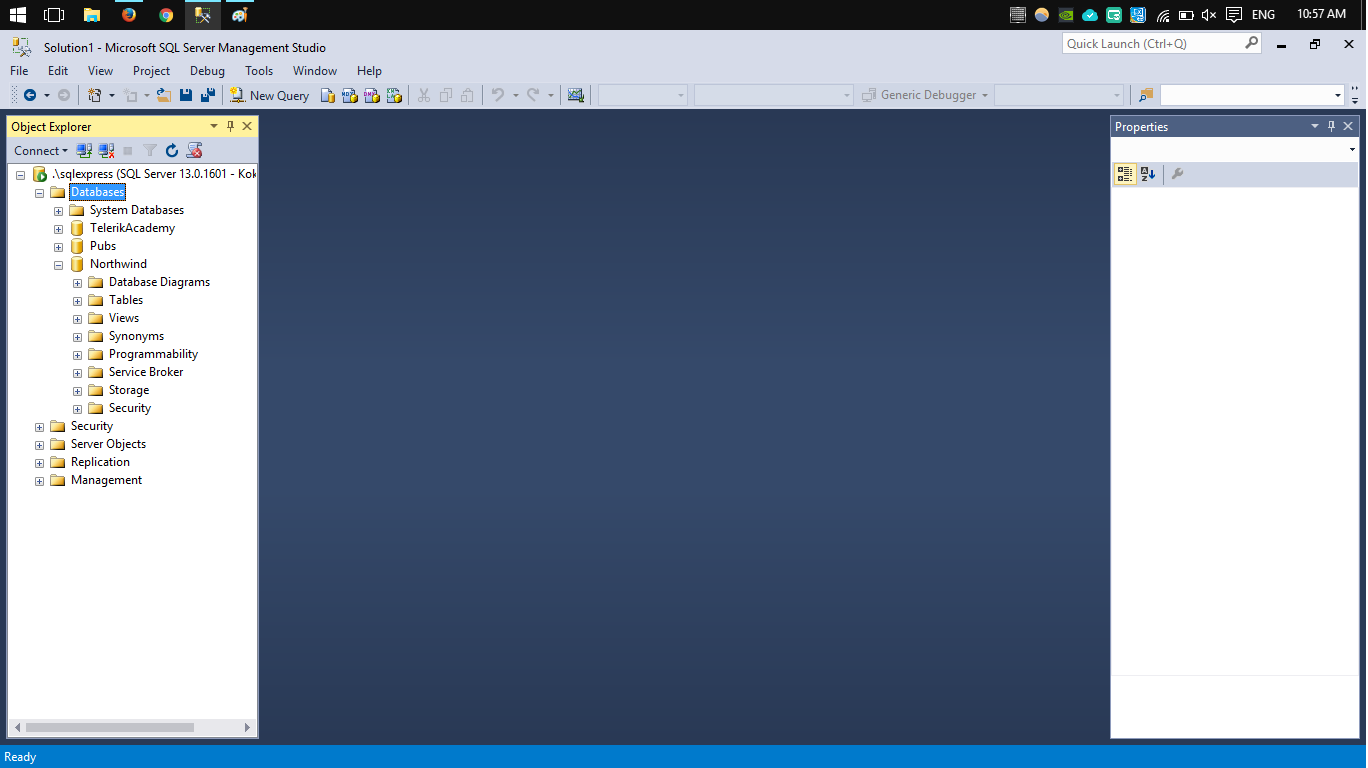 ENG
10:57 AM
Solution1 - Microsoft SQL Server Management Studio
Quick Launch (Ctrl+Q)
File Edit View Project Debug Tools Window Help
New Query
Generic Debugger
Object Explorer
Connect
.\sqlexpress (SQL Server 13.0.1601 - Kok
Databases
System Databases
TelerikAcademy
Pubs
Northwind
Database Diagrams
Tables
Views
Synonyms
Programmability
Service Broker
Storage
Security
Security
Server Objects
Replication
Management
Properties
Ready